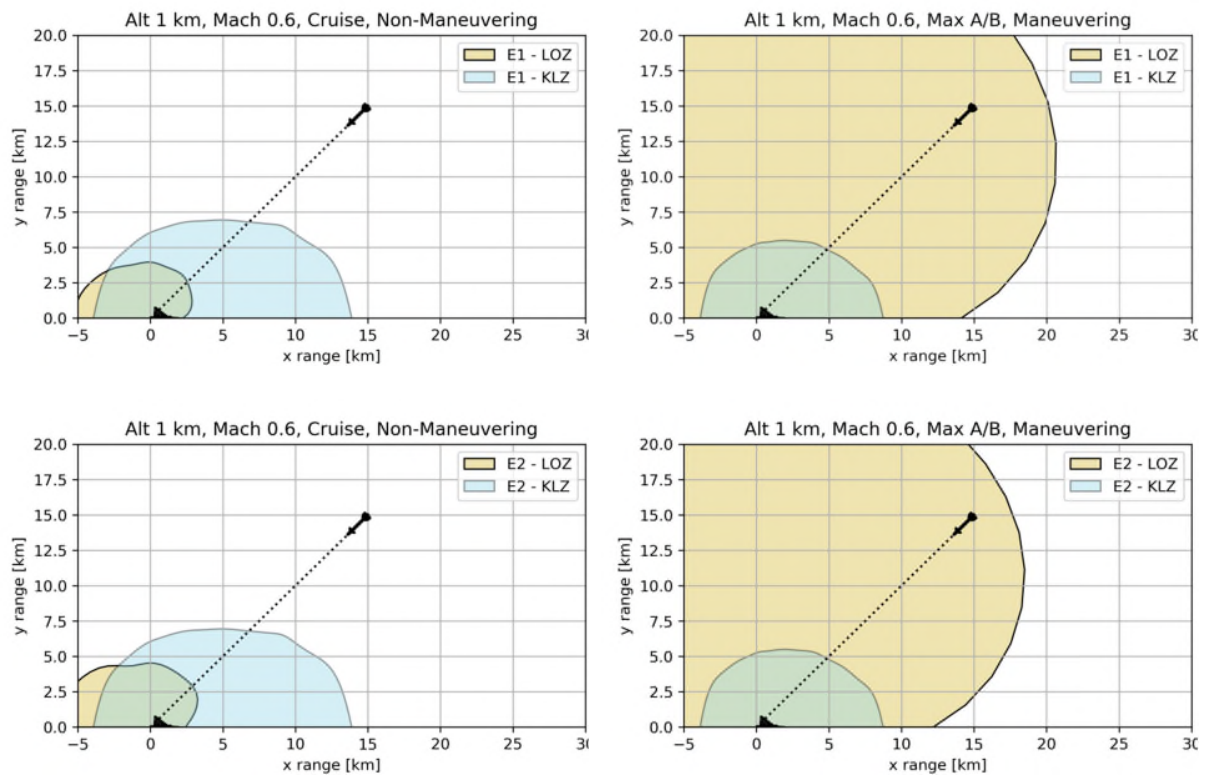 Alt 1 km, Mach 0.6, Cruise, Non-Maneuvering
20.0
17.5
15.0
12.5
10.0
7.5
5.0
2.5
0.0
y range [km]
E1 - LOZ
E1 - KLZ
−5 0 5 10 15 20 25 30
x range [km]
Alt 1 km, Mach 0.6, Max A/B, Maneuvering
20.0
17.5
15.0
12.5
10.0
7.5
5.0
2.5
0.0
y range [km]
E1 - LOZ
E1 - KLZ
−5 0 5 10 15 20 25 30
x range [km]
Alt 1 km, Mach 0.6, Cruise, Non-Maneuvering
20.0
17.5
15.0
12.5
10.0
7.5
5.0
2.5
0.0
y range [km]
E2 - LOZ
E2 - KLZ
−5 0 5 10 15 20 25 30
x range [km]
Alt 1 km, Mach 0.6, Max A/B, Maneuvering
20.0
17.5
15.0
12.5
10.0
7.5
5.0
2.5
0.0
y range [km]
E2 - LOZ
E2 - KLZ
−5 0 5 10 15 20 25 30
x range [km]